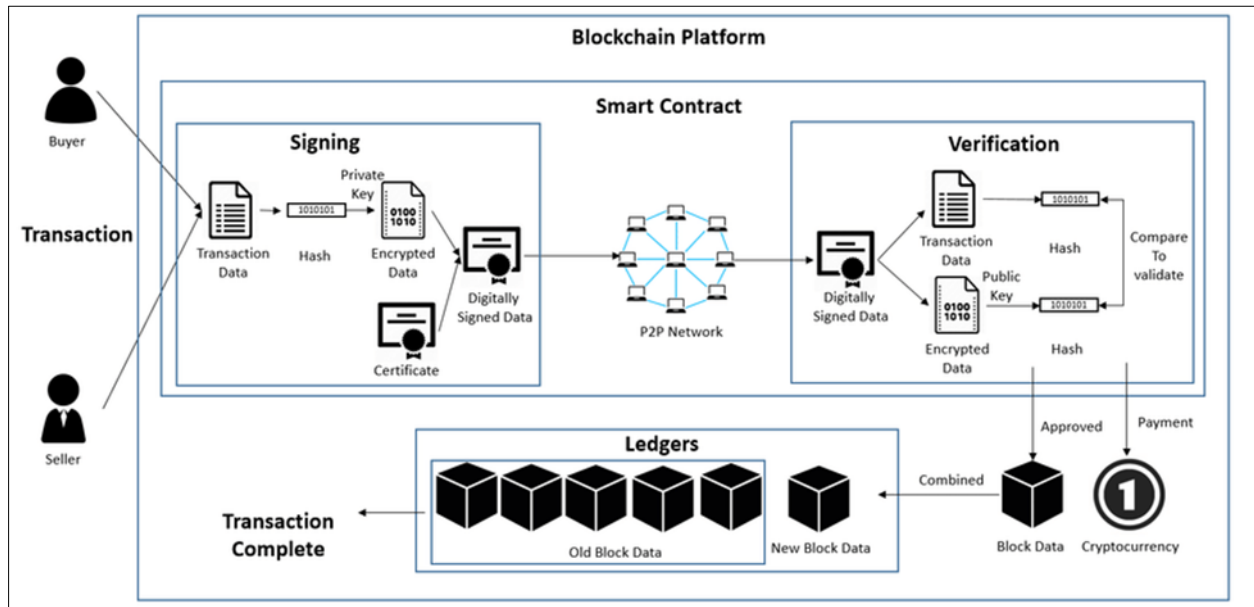 Blockchain Platform
Smart Contract
Buyer
Transaction
Seller
Signing
Transaction
Data
1010101
Hash
Private
Key
0100
1010
Encrypted
Data
Certificate
Digitally
Signed Data
P2P Network
Verification
Digitally
Signed Data
Transaction
Data
1010101
Hash
Public
Key
0100
1010
Encrypted
Data
1010101
Hash
Compare
To
validate
Approved
Payment
Block Data
1
Cryptocurrency
Combined
Ledgers
Old Block Data
New Block Data
Transaction
Complete